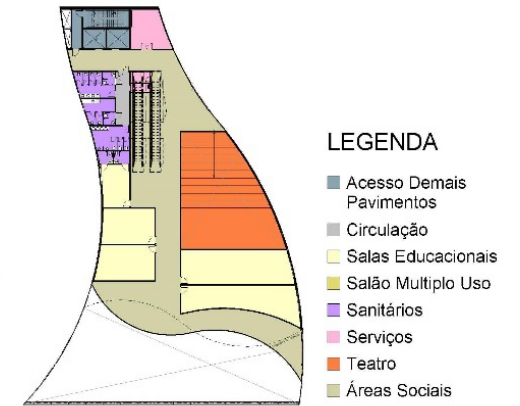 LEGENDA
Acesso Demais
Pavimentos
Circulação
Salas Educacionais
Salão Multiplo Uso
Sanitários
Serviços
Teatro
Áreas Sociais